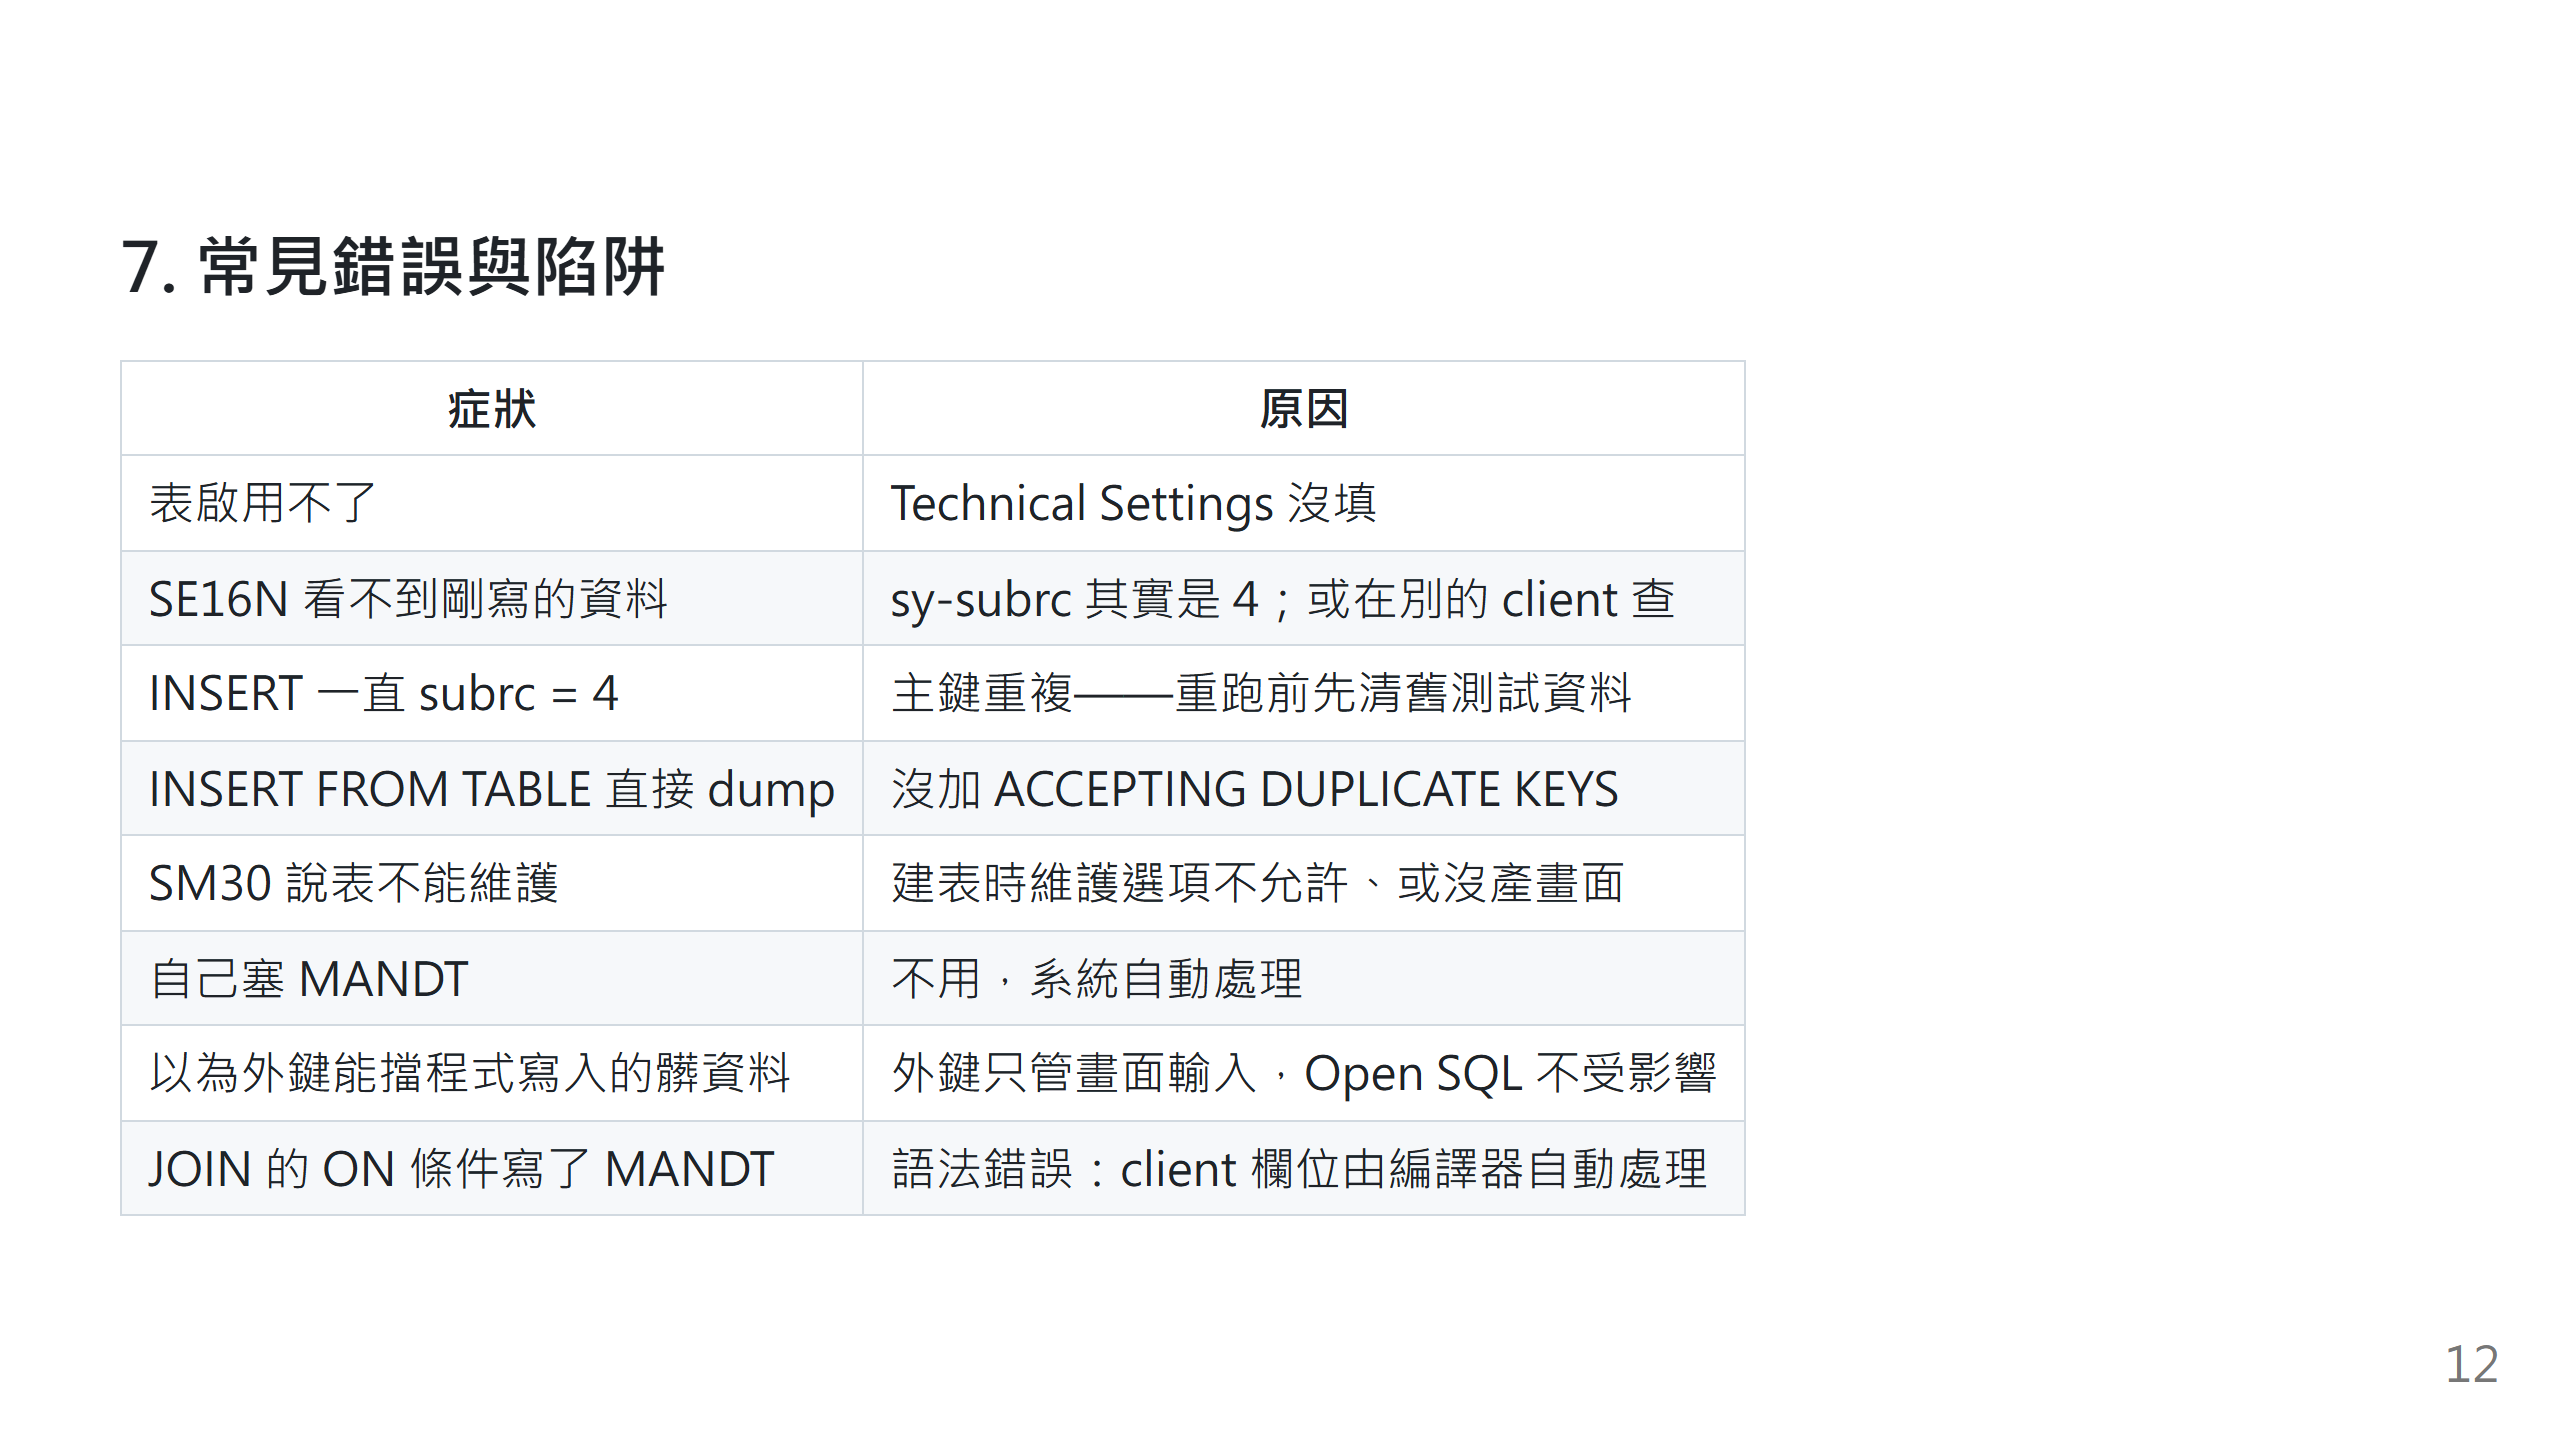 7. 常見錯誤與陷阱
症狀 原因
表啟用不了 Technical Settings 沒填
SE16N 看不到剛寫的資料 sy-subrc 其實是 4；或在別的 client 查
INSERT 一直 subrc = 4 主鍵重複——重跑前先清舊測試資料
INSERT FROM TABLE 直接 dump 沒加 ACCEPTING DUPLICATE KEYS
SM30 說表不能維護 建表時維護選項不允許、或沒產畫面
自己塞 MANDT 不用，系統自動處理
以為外鍵能擋程式寫入的髒資料 外鍵只管畫面輸入，Open SQL 不受影響
JOIN 的 ON 條件寫了 MANDT 語法錯誤：client 欄位由編譯器自動處理
12